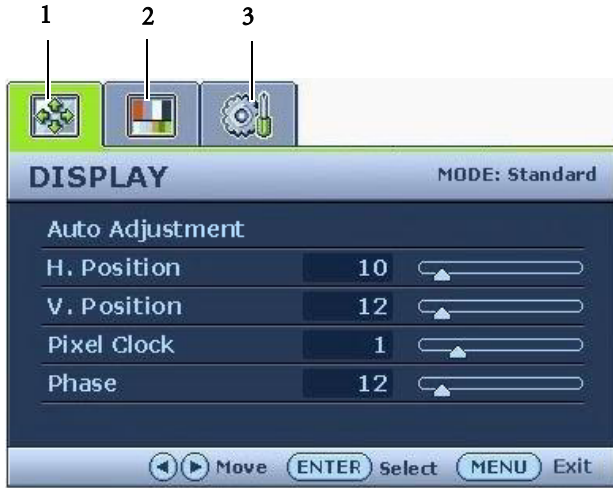 1 2 3
DISPLAY MODE: Standard
Auto Adjustment
H. Position 10
V. Position 12
Pixel Clock 1
Phase 12
Move ENTER Select MENU Exit